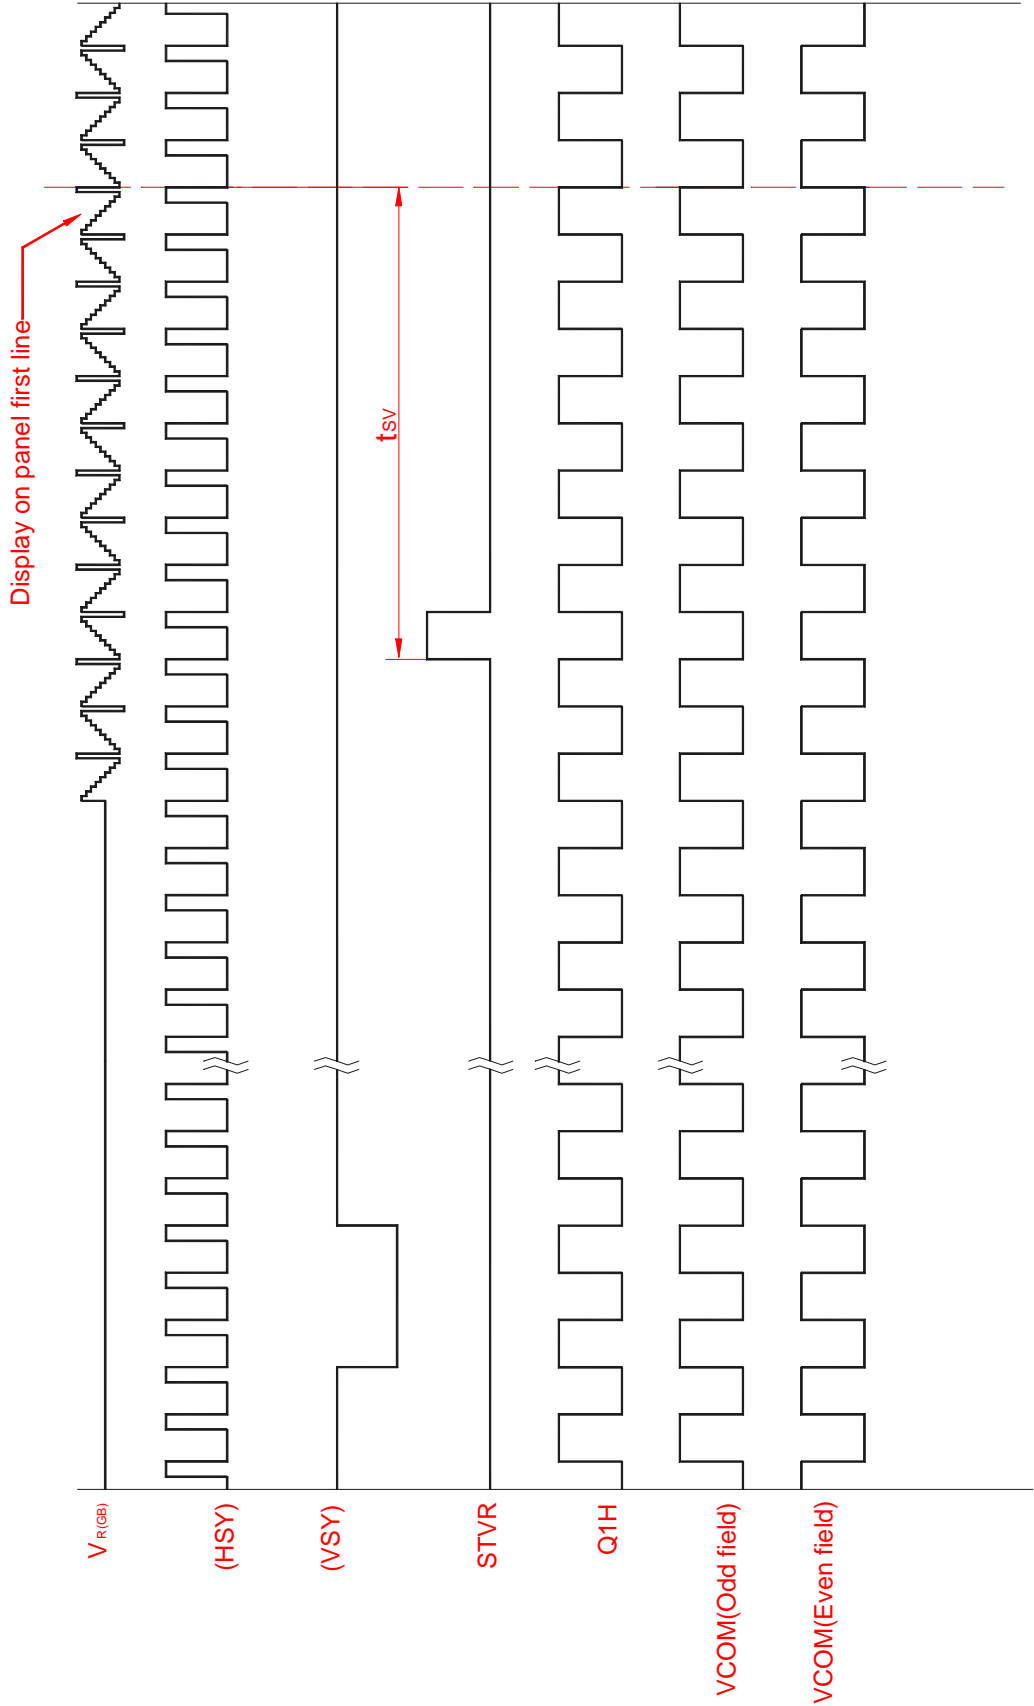 Display on panel first line
tSV
VR(GB)
(HSY)
(VSY)
STVR
Q1H
VCOM(Odd field)
VCOM(Even field)